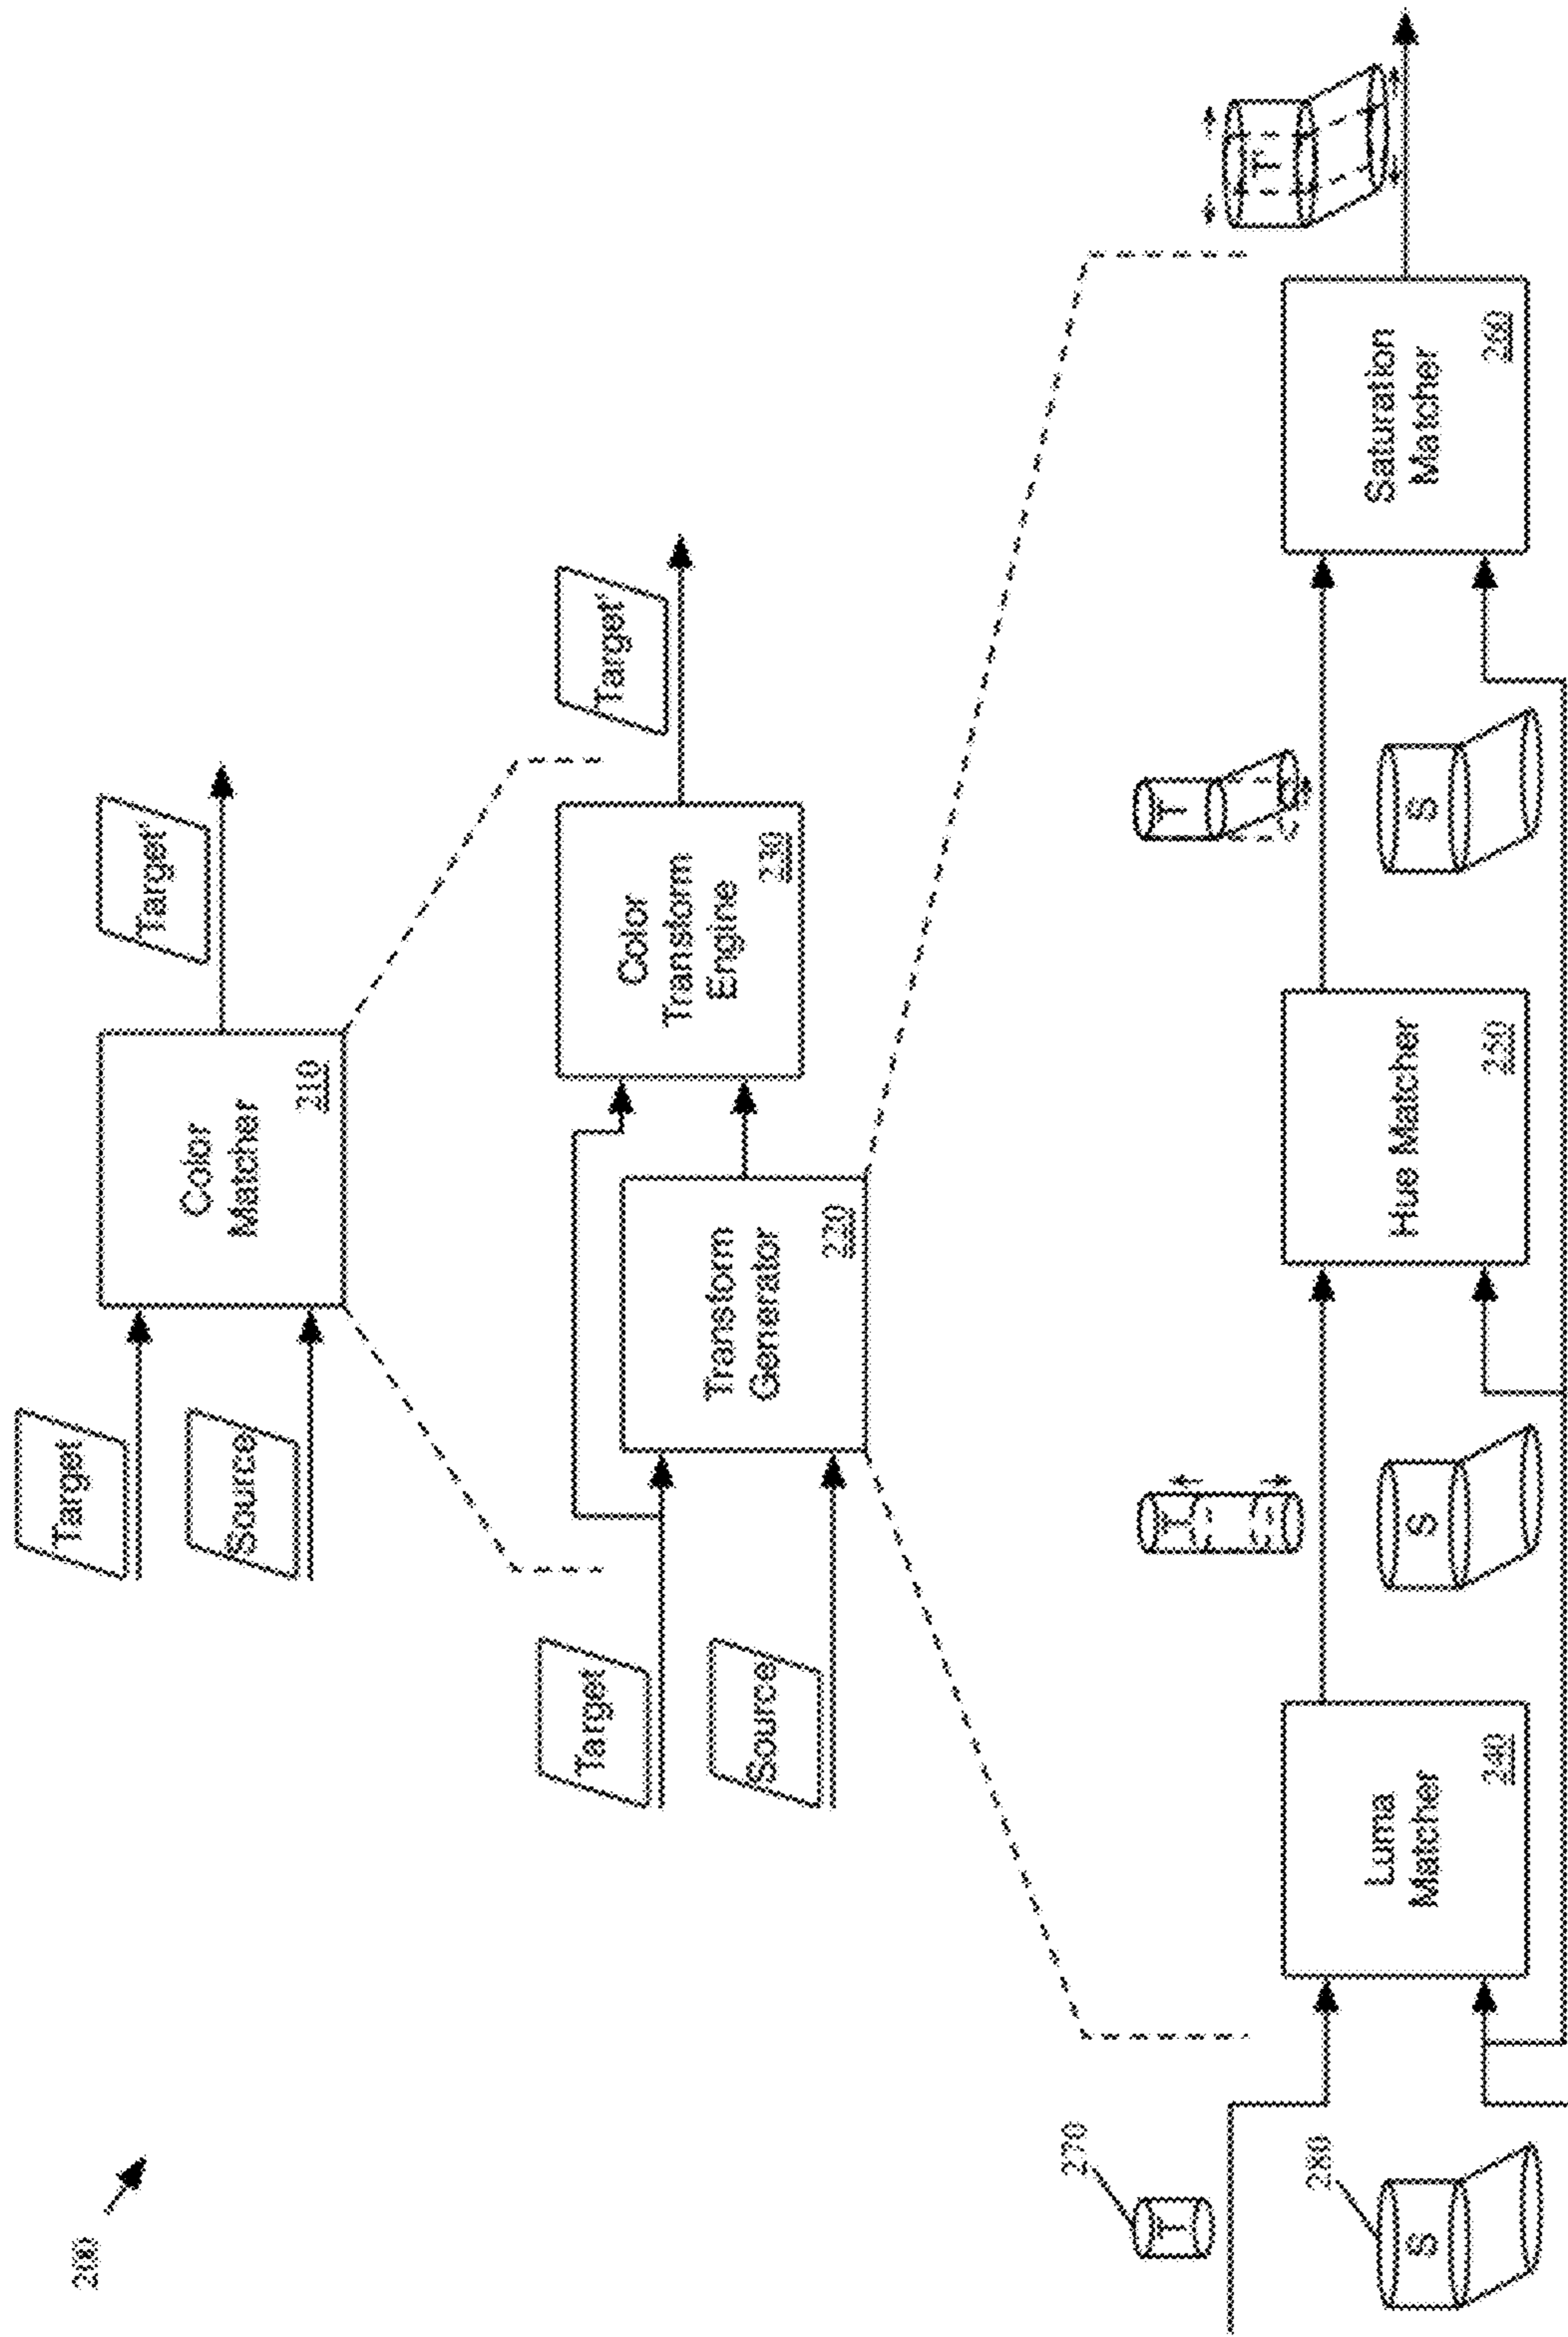 200
Target
Source
Color
Matcher
210
Target'
Target
Source
Transform
Generator
220
Color
Transform
Engine
230
Target'
270
T
280
S
Luma
Matcher
240
T
S
Hue Matcher
250
T
S
Saturation
Matcher
260
T